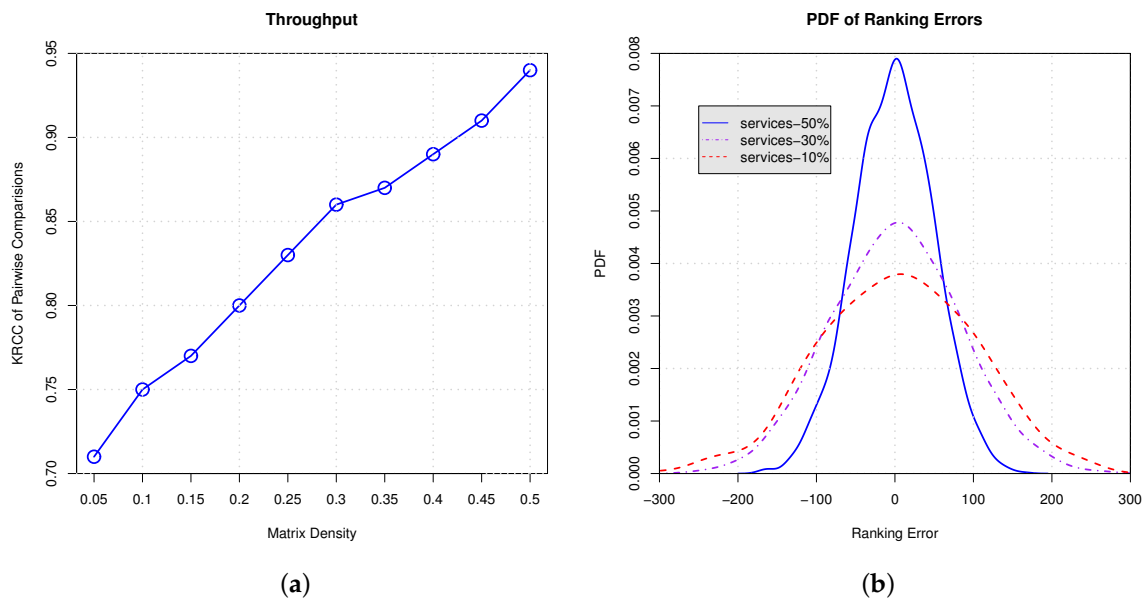 Throughput
KRCC of Pairwise Comparisions
0.95
0.90
0.85
0.80
0.75
0.70
0.05 0.1 0.15 0.2 0.25 0.3 0.35 0.4 0.45 0.5
Matrix Density
(a)
PDF of Ranking Errors
PDF
0.008
0.007
0.006
0.005
0.004
0.003
0.002
0.001
0.000
services−50%
services−30%
services−10%
−300 −200 −100 0 100 200 300
Ranking Error
(b)